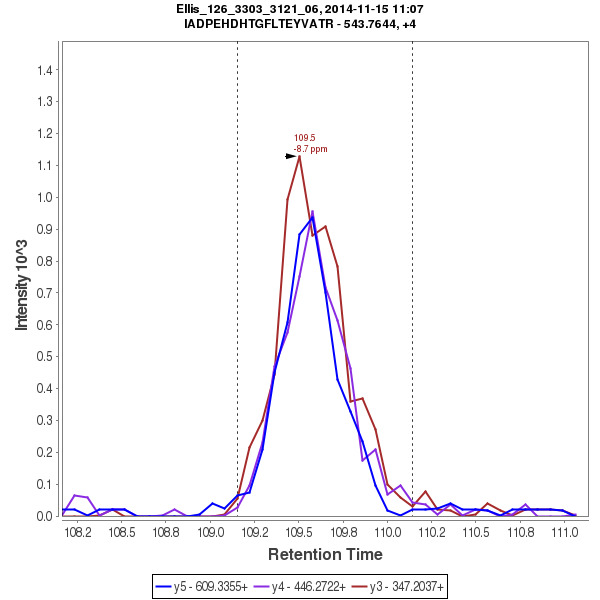 Ellis_126_3303_3121_06, 2014-11-15 11:07
IADPEHDHTGFLTEYVATR - 543.7644, +4
109.5
-8.7 ppm
Intensity 10^3
1.4
1.3
1.2
1.1
1.0
0.9
0.8
0.7
0.6
0.5
0.4
0.3
0.2
0.1
0.0
108.2 108.5 108.8 109.0 109.2 109.5 109.8 110.0 110.2 110.5 110.8 111.0
Retention Time
y5 - 609.3355+ y4 - 446.2722+ y3 - 347.2037+